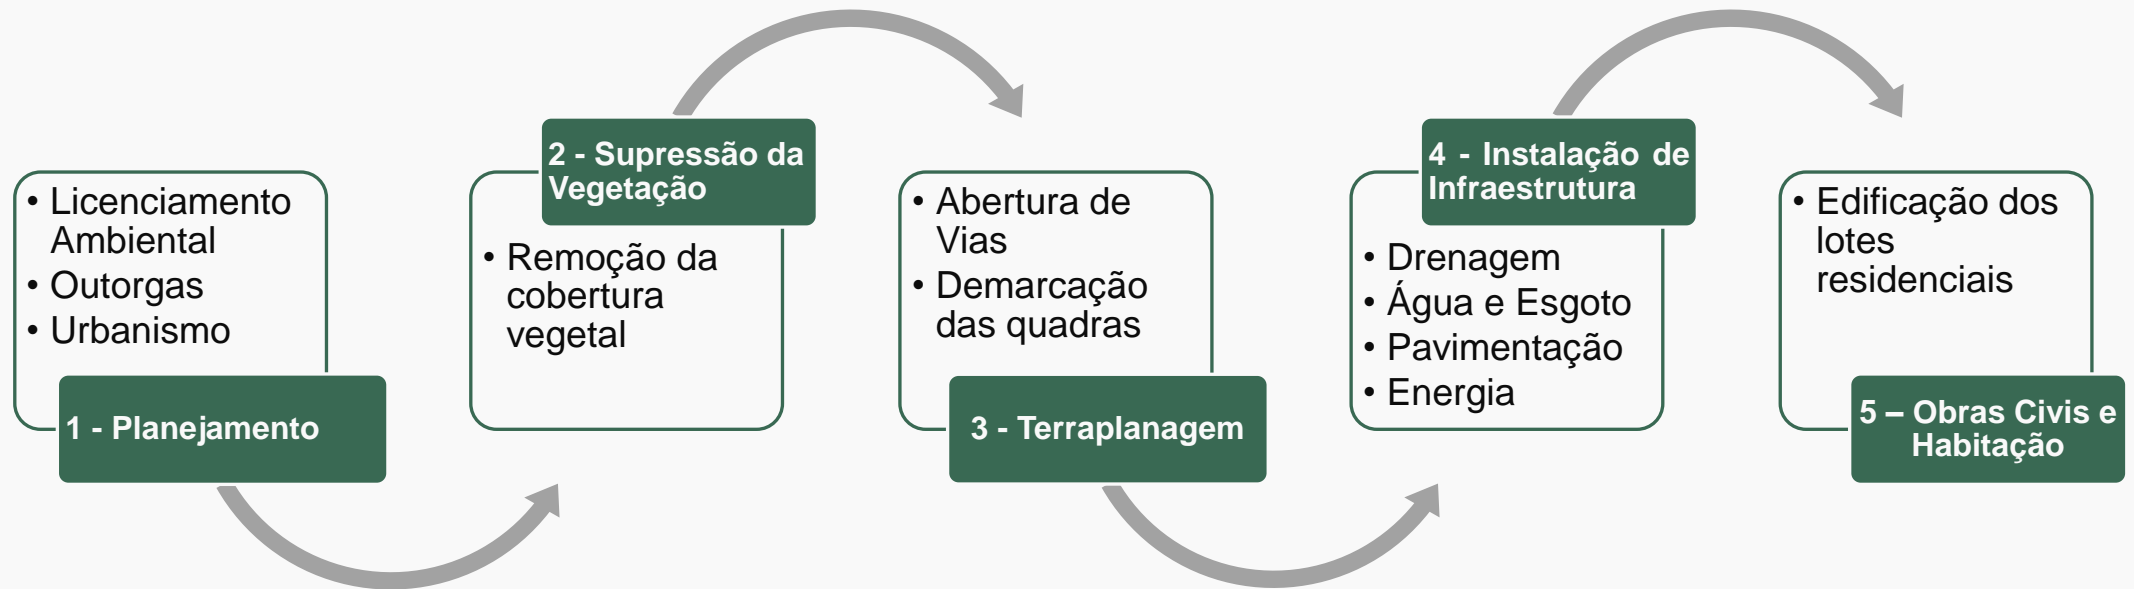 • Licenciamento
Ambiental
• Outorgas
• Urbanismo
1 - Planejamento
2 - Supressão da
Vegetação
• Remoção da
cobertura
vegetal
• Abertura de
Vias
• Demarcação
das quadras
3 - Terraplanagem
4 - Instalação de
Infraestrutura
• Drenagem
• Água e Esgoto
• Pavimentação
• Energia
• Edificação dos
lotes
residenciais
5 – Obras Civis e
Habitação